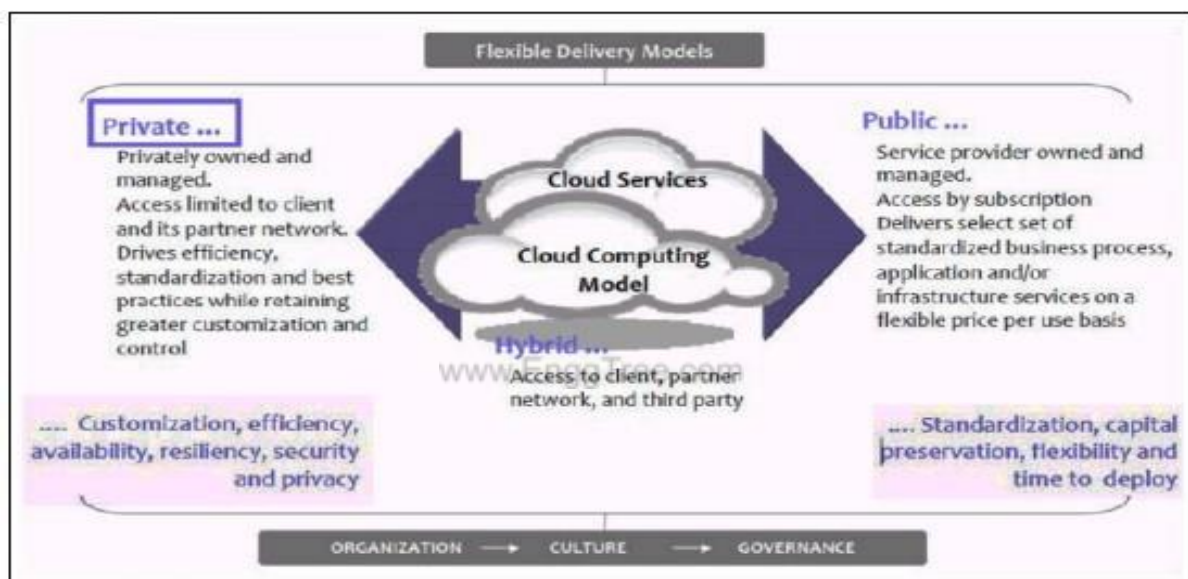 Flexible Delivery Models
Private ...
Privately owned and
managed.
Access limited to client
and its partner network.
Drives efficiency,
standardization and best
practices while retaining
greater customization and
control
Cloud Services
Cloud Computing
Model
Public ...
Service provider owned and
managed.
Access by subscription
Delivers select set of
standardized business process,
application and/or
infrastructure services on a
flexible price per use basis
Hybrid ...
www.EnggTree.com
Access to client, partner
network, and third party
.... Customization, efficiency,
availability, resiliency, security
and privacy
.... Standardization, capital
preservation, flexibility and
time to deploy
ORGANIZATION → CULTURE → GOVERNANCE